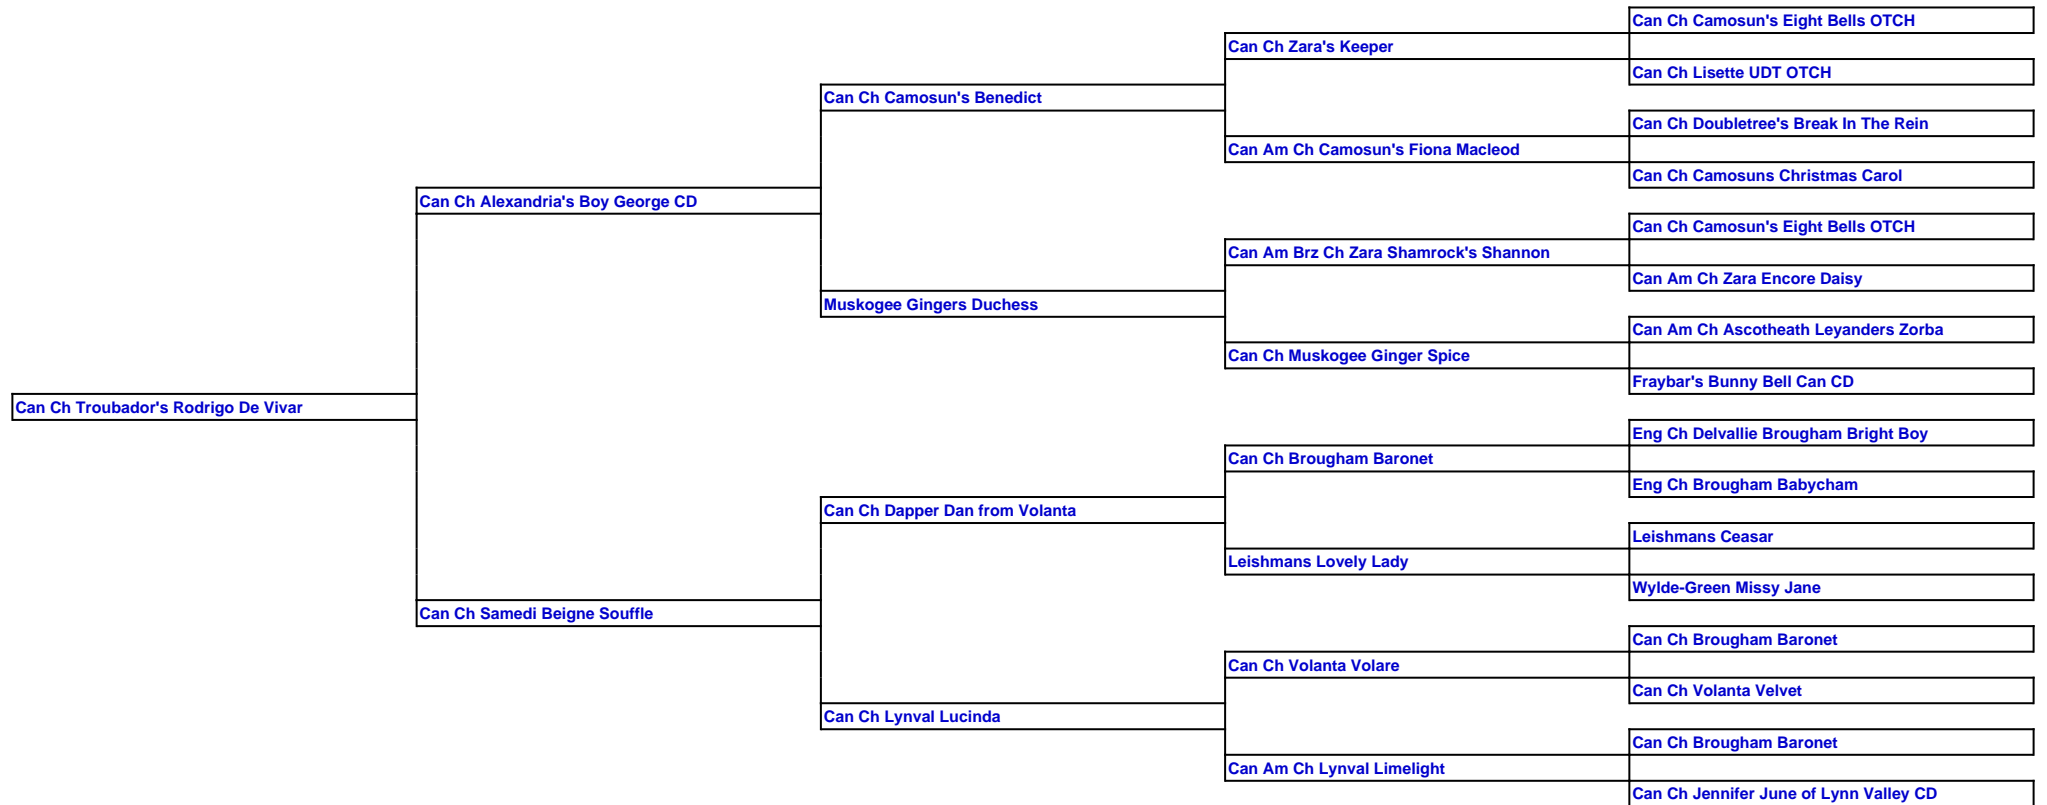 Can Ch Camosun's Eight Bells OTCH
Can Ch Zara's Keeper
Can Ch Lisette UDT OTCH
Can Ch Camosun's Benedict
Can Ch Doubletree's Break In The Rein
Can Am Ch Camosun's Fiona Macleod
Can Ch Camosuns Christmas Carol
Can Ch Alexandria's Boy George CD
Can Ch Camosun's Eight Bells OTCH
Can Am Brz Ch Zara Shamrock's Shannon
Can Am Ch Zara Encore Daisy
Muskogee Gingers Duchess
Can Am Ch Ascotheath Leyanders Zorba
Can Ch Muskogee Ginger Spice
Fraybar's Bunny Bell Can CD
Can Ch Troubador's Rodrigo De Vivar
Eng Ch Delvallie Brougham Bright Boy
Can Ch Brougham Baronet
Eng Ch Brougham Babycham
Can Ch Dapper Dan from Volanta
Leishmans Ceasar
Leishmans Lovely Lady
Wylde-Green Missy Jane
Can Ch Samedi Beigne Souffle
Can Ch Brougham Baronet
Can Ch Volanta Volare
Can Ch Volanta Velvet
Can Ch Lynval Lucinda
Can Ch Brougham Baronet
Can Am Ch Lynval Limelight
Can Ch Jennifer June of Lynn Valley CD